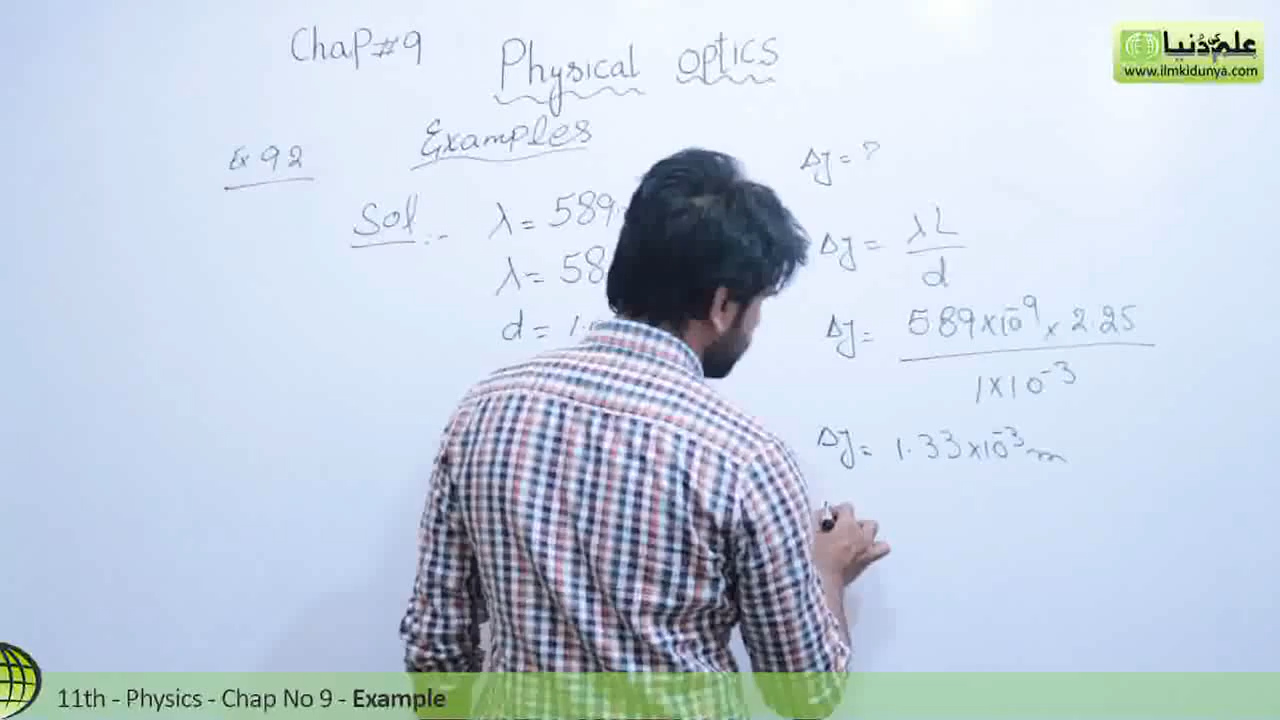 Chap#9
Physical optics
علم کی دُنیا
www.ilmkidunya.com
Examples
Ex 9.2
Sol :-
λ = 589
λ = 58
d = 1.
Δy = ?
Δy = λL / d
Δy = 589×10⁻⁹ × 2.25 / 1×10⁻³
Δy = 1.33×10⁻³ m
11th - Physics - Chap No 9 - Example